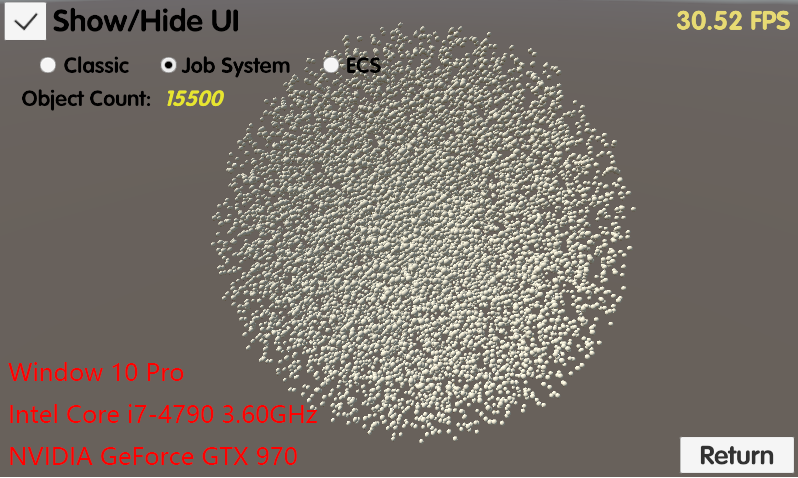 Show/Hide UI
30.52 FPS
Classic Job System ECS
Object Count: 15500
Window 10 Pro
Intel Core i7-4790 3.60GHz
NVIDIA GeForce GTX 970
Return